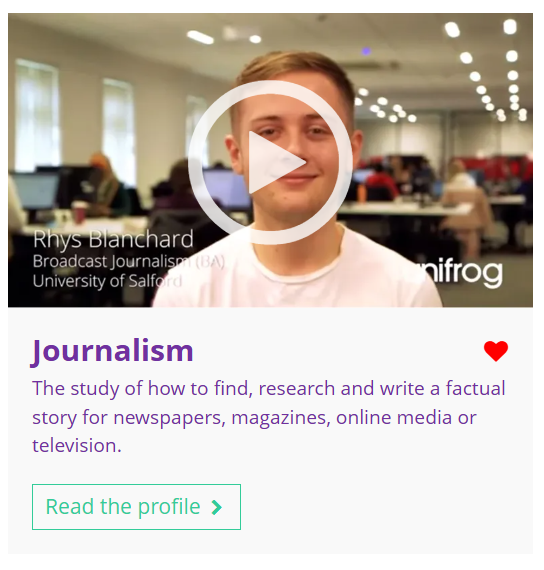 Rhys Blanchard
Broadcast Journalism (BA)
University of Salford
nifrog
Journalism
The study of how to find, research and write a factual
story for newspapers, magazines, online media or
television.
Read the profile